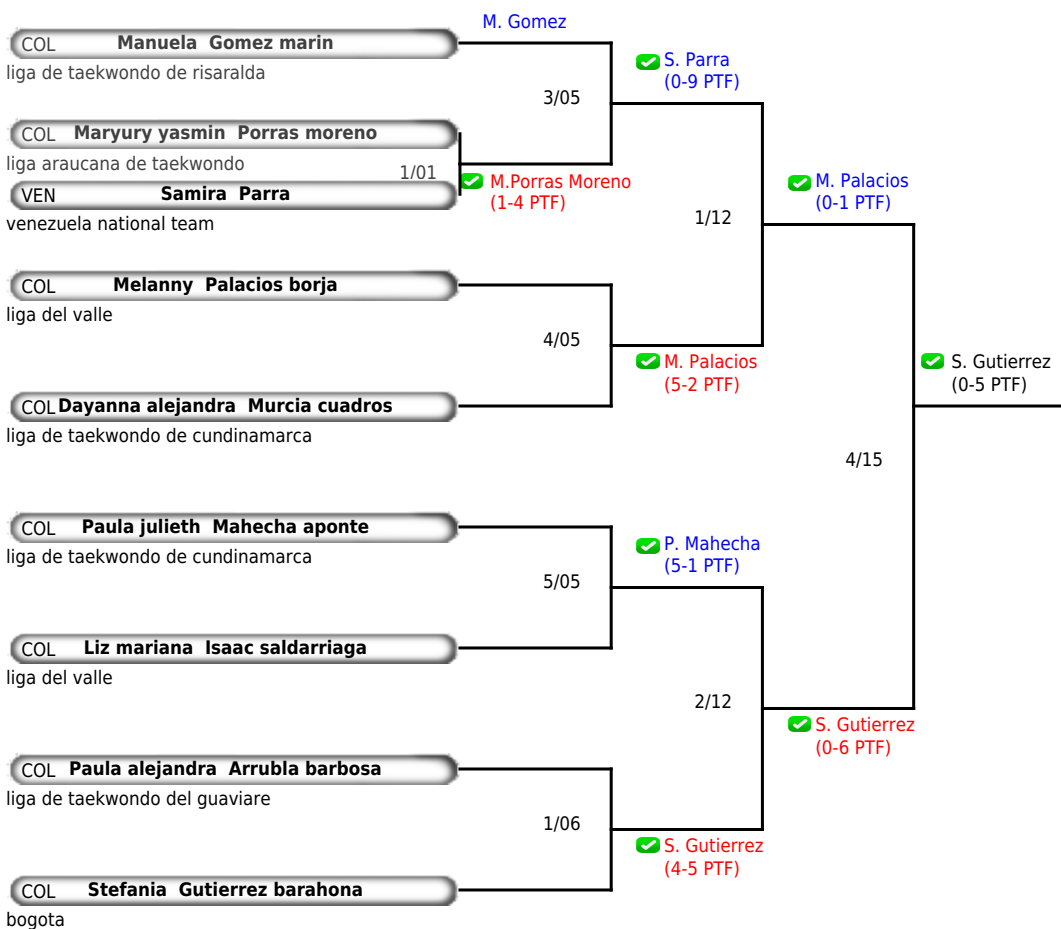 M. Gomez
COL Manuela Gomez marin
liga de taekwondo de risaralda
S. Parra
(0-9 PTF)
3/05
COL Maryury yasmin Porras moreno
liga araucana de taekwondo
1/01
M.Porras Moreno
(1-4 PTF)
VEN Samira Parra
venezuela national team
M. Palacios
(0-1 PTF)
1/12
COL Melanny Palacios borja
liga del valle
4/05
M. Palacios
(5-2 PTF)
S. Gutierrez
(0-5 PTF)
COL Dayanna alejandra Murcia cuadros
liga de taekwondo de cundinamarca
4/15
COL Paula julieth Mahecha aponte
liga de taekwondo de cundinamarca
P. Mahecha
(5-1 PTF)
5/05
COL Liz mariana Isaac saldarriaga
liga del valle
2/12
S. Gutierrez
(0-6 PTF)
COL Paula alejandra Arrubla barbosa
liga de taekwondo del guaviare
1/06
S. Gutierrez
(4-5 PTF)
COL Stefania Gutierrez barahona
bogota